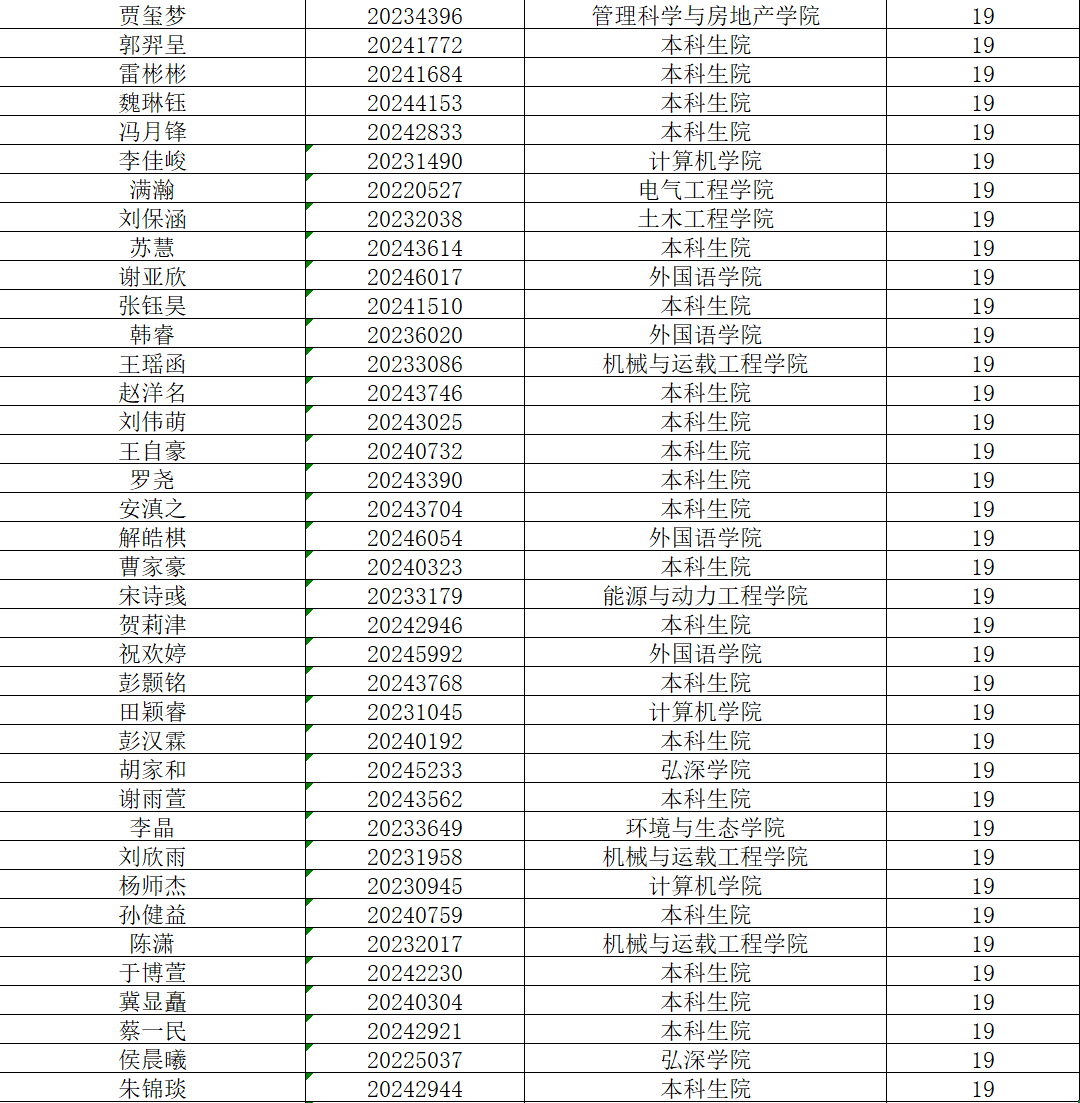 贾玺梦 20234396 管理科学与房地产学院 19
郭羿呈 20241772 本科生院 19
雷彬彬 20241684 本科生院 19
魏琳钰 20244153 本科生院 19
冯月锋 20242833 本科生院 19
李佳峻 20231490 计算机学院 19
满瀚 20220527 电气工程学院 19
刘保涵 20232038 土木工程学院 19
苏慧 20243614 本科生院 19
谢亚欣 20246017 外国语学院 19
张钰昊 20241510 本科生院 19
韩睿 20236020 外国语学院 19
王瑶函 20233086 机械与运载工程学院 19
赵洋名 20243746 本科生院 19
刘伟萌 20243025 本科生院 19
王自豪 20240732 本科生院 19
罗尧 20243390 本科生院 19
安滇之 20243704 本科生院 19
解皓棋 20246054 外国语学院 19
曹家豪 20240323 本科生院 19
宋诗彧 20233179 能源与动力工程学院 19
贺莉津 20242946 本科生院 19
祝欢婷 20245992 外国语学院 19
彭颢铭 20243768 本科生院 19
田颖睿 20231045 计算机学院 19
彭汉霖 20240192 本科生院 19
胡家和 20245233 弘深学院 19
谢雨萱 20243562 本科生院 19
李晶 20233649 环境与生态学院 19
刘欣雨 20231958 机械与运载工程学院 19
杨师杰 20230945 计算机学院 19
孙健益 20240759 本科生院 19
陈潇 20232017 机械与运载工程学院 19
于博萱 20242230 本科生院 19
冀显矗 20240304 本科生院 19
蔡一民 20242921 本科生院 19
侯晨曦 20225037 弘深学院 19
朱锦琰 20242944 本科生院 19